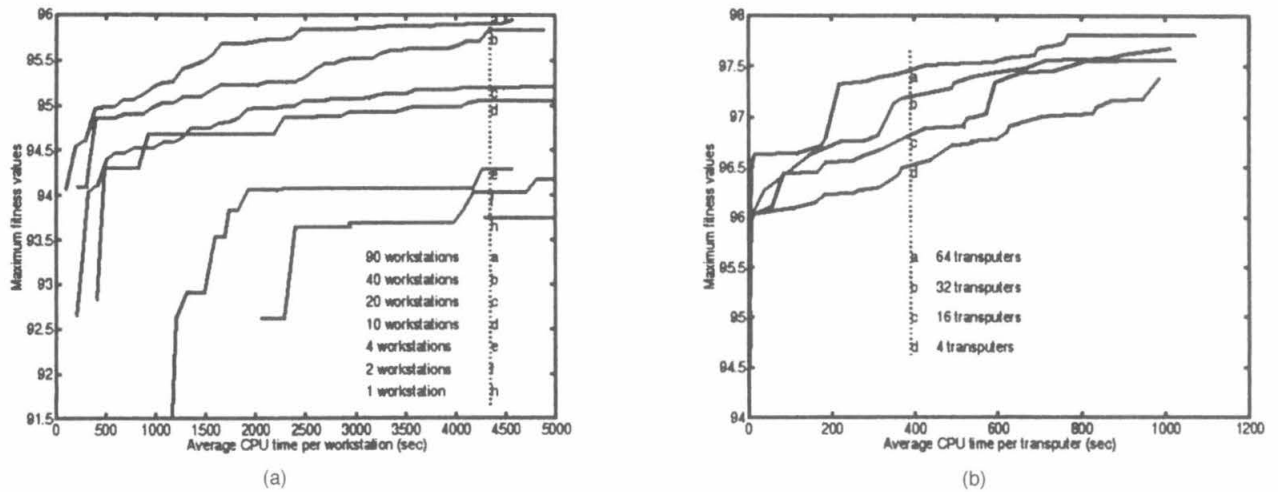 96
95.5
95
94.5
94
93.5
93
92.5
92
91.5
Maximum fitness values
a
b
c
d
e
f
h
90 workstations a
40 workstations b
20 workstations c
10 workstations d
4 workstations e
2 workstations f
1 workstation h
0 500 1000 1500 2000 2500 3000 3500 4000 4500 5000
Average CPU time per workstation (sec)
(a)
98
97.5
97
96.5
96
95.5
95
94.5
94
Maximum fitness values
a
b
c
d
a 64 transputers
b 32 transputers
c 16 transputers
d 4 transputers
0 200 400 600 800 1000 1200
Average CPU time per transputer (sec)
(b)